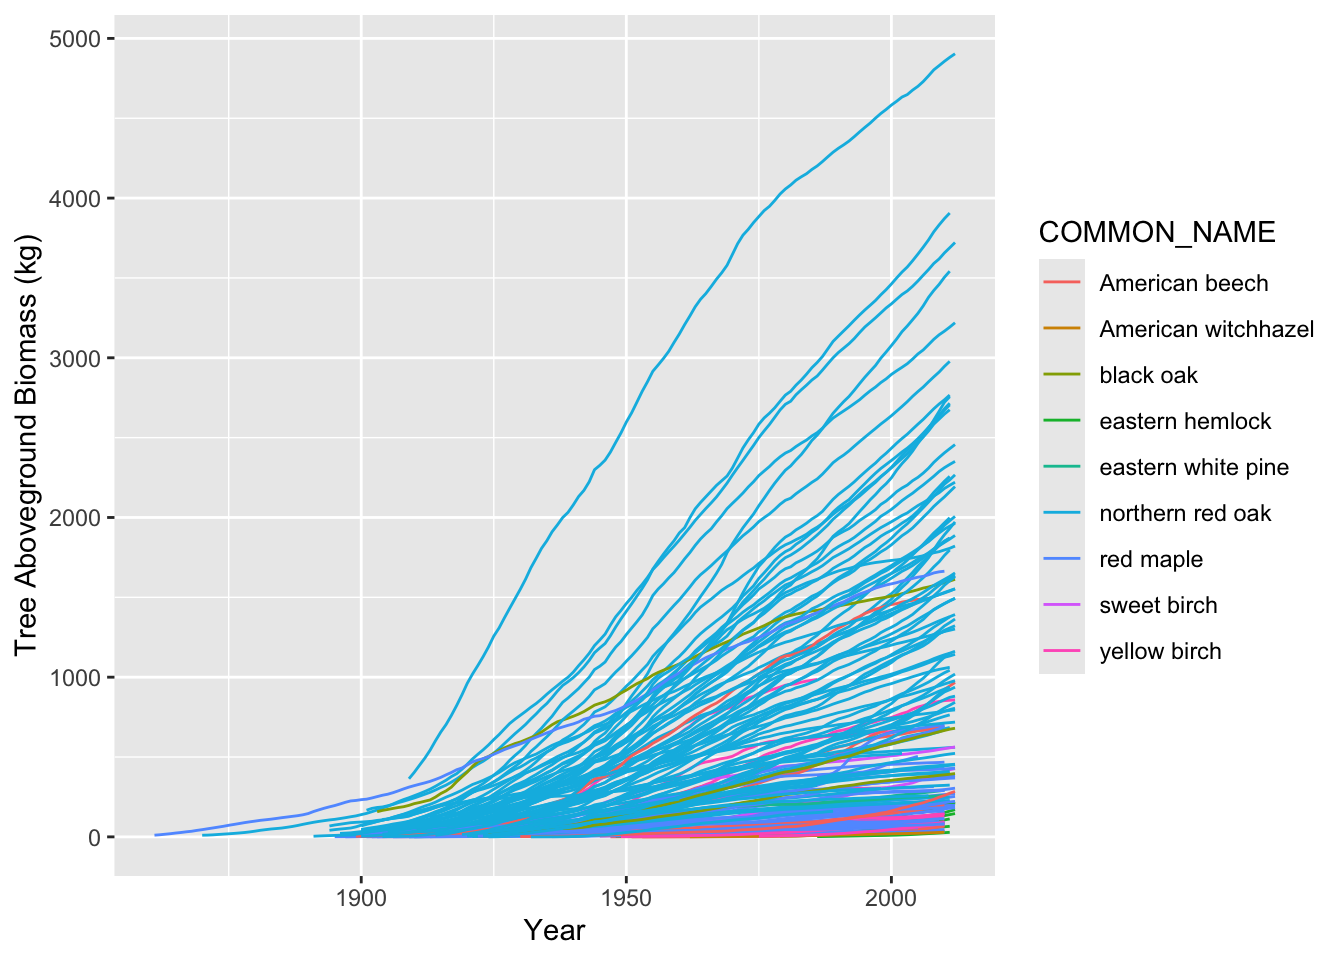 5000
4000
3000
2000
1000
0
Tree Aboveground Biomass (kg)
1900
1950
2000
Year
COMMON_NAME
American beech
American witchhazel
black oak
eastern hemlock
eastern white pine
northern red oak
red maple
sweet birch
yellow birch